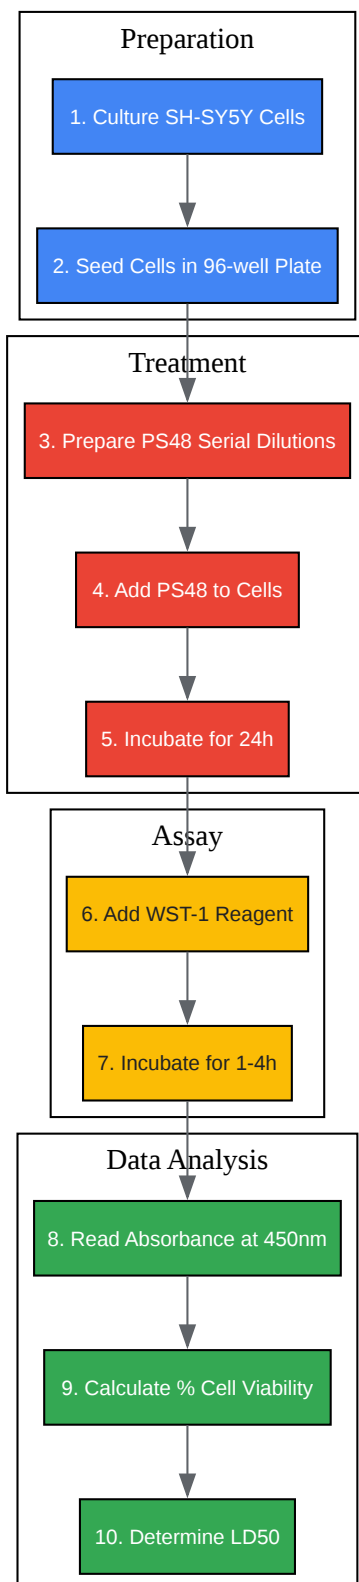 Preparation
1. Culture SH-SY5Y Cells
2. Seed Cells in 96-well Plate
Treatment
3. Prepare PS48 Serial Dilutions
4. Add PS48 to Cells
5. Incubate for 24h
Assay
6. Add WST-1 Reagent
7. Incubate for 1-4h
Data Analysis
8. Read Absorbance at 450nm
9. Calculate % Cell Viability
10. Determine LD50